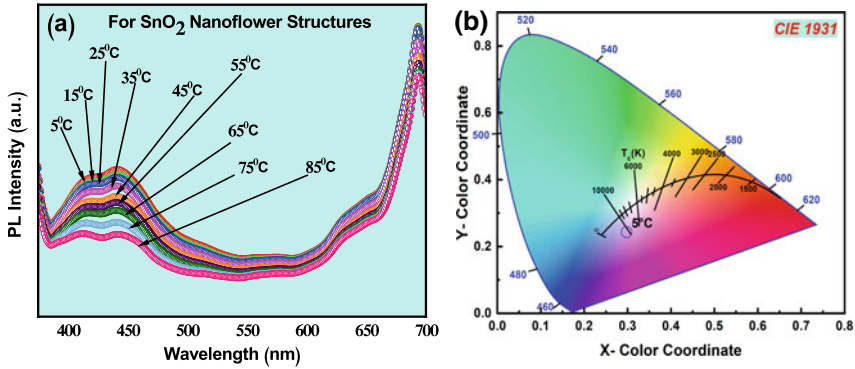 (a) For SnO₂ Nanoflower Structures
25⁰C
55⁰C
35⁰C
15⁰C
45⁰C
5⁰C
65⁰C
75⁰C
85⁰C
PL Intensity (a.u.)
400 450 500 550 600 650 700
Wavelength (nm)
(b)
CIE 1931
520
540
560
500
580
600
620
480
460
T꜀(K)
6000
4000
3000
2500
10000
2000
1500
5⁰C
∞
0.8
0.6
0.4
0.2
0.0
Y- Color Coordinate
0.0 0.1 0.2 0.3 0.4 0.5 0.6 0.7 0.8
X- Color Coordinate